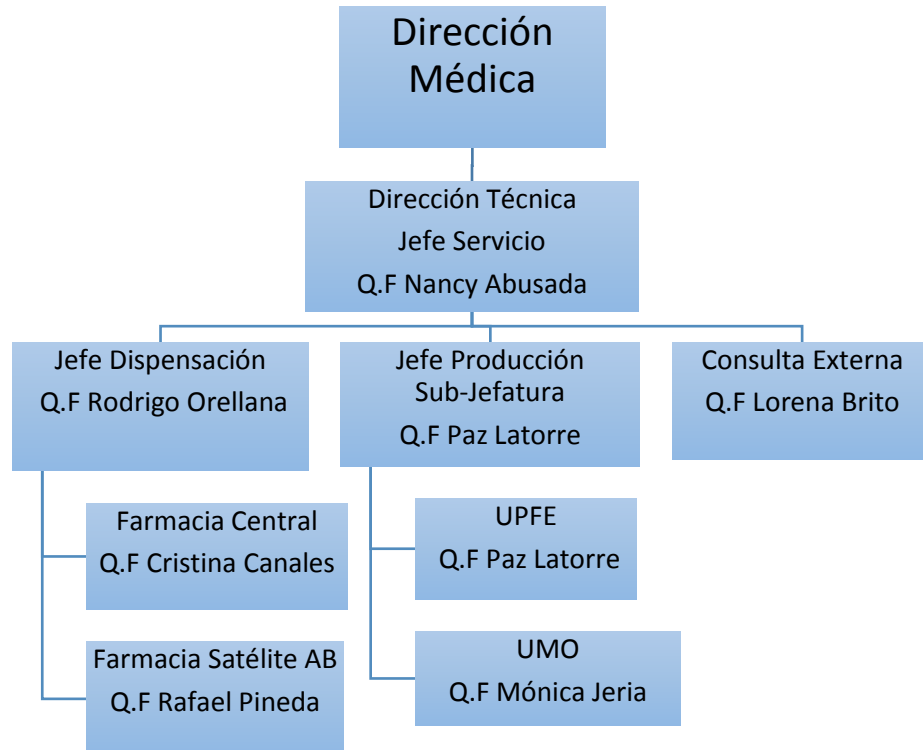 Dirección
Médica
Dirección Técnica
Jefe Servicio
Q.F Nancy Abusada
Jefe Dispensación
Q.F Rodrigo Orellana
Jefe Producción
Sub-Jefatura
Q.F Paz Latorre
Consulta Externa
Q.F Lorena Brito
Farmacia Central
Q.F Cristina Canales
UPFE
Q.F Paz Latorre
Farmacia Satélite AB
Q.F Rafael Pineda
UMO
Q.F Mónica Jeria